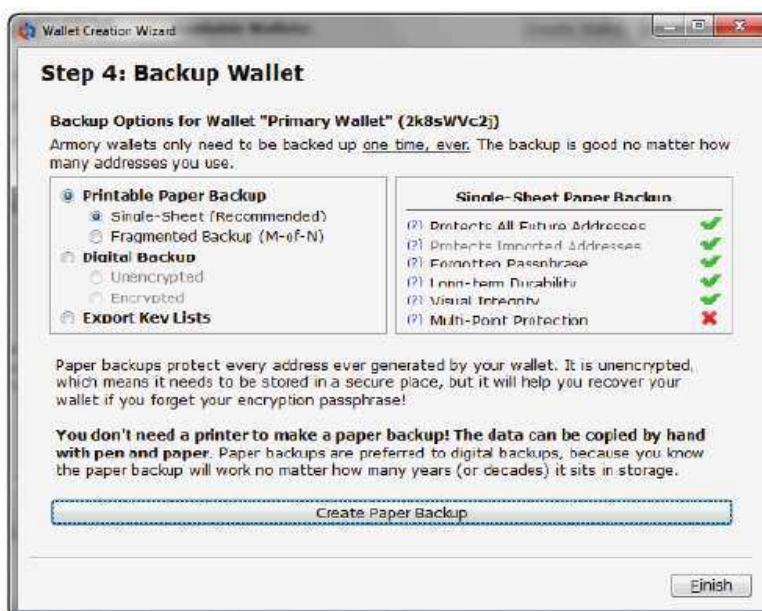 Wallet Creation Wizard
Step 4: Backup Wallet
Backup Options for Wallet "Primary Wallet" (2k8sWVc2j)
Armory wallets only need to be backed up one time, ever. The backup is good no matter how
many addresses you use.
Printable Paper Backup
Single-Sheet (Recommended)
Fragmented Backup (M-of-N)
Digital Backup
Unencrypted
Encrypted
Export Key Lists
Single-Sheet Paper Backup
(?) Protects All Future Addresses
(?) Protects Imported Addresses
(?) Forgotten Passphrase
(?) Long-term Durability
(?) Visual Integrity
(?) Multi-Point Protection
Paper backups protect every address ever generated by your wallet. It is unencrypted,
which means it needs to be stored in a secure place, but it will help you recover your
wallet if you forget your encryption passphrase!
You don't need a printer to make a paper backup! The data can be copied by hand
with pen and paper. Paper backups are preferred to digital backups, because you know
the paper backup will work no matter how many years (or decades) it sits in storage.
Create Paper Backup
Finish